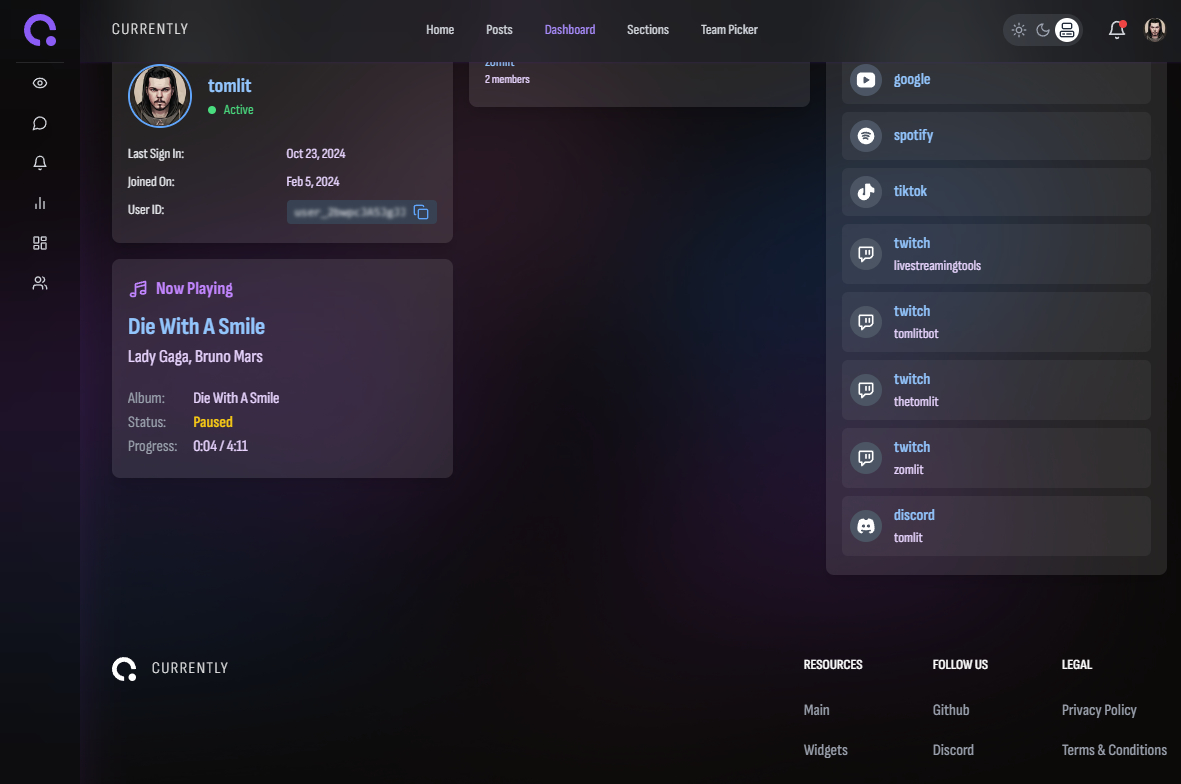 CURRENTLY
Home
Posts
Dashboard
Sections
Team Picker
tomlit
Active
Last Sign In:
Oct 23, 2024
Joined On:
Feb 5, 2024
User ID:
Now Playing
Die With A Smile
Lady Gaga, Bruno Mars
Album:
Die With A Smile
Status:
Paused
Progress:
0:04 / 4:11
zomlit
2 members
google
spotify
tiktok
twitch
livestreamingtools
twitch
tomlitbot
twitch
thetomlit
twitch
zomlit
discord
tomlit
CURRENTLY
RESOURCES
FOLLOW US
LEGAL
Main
Github
Privacy Policy
Widgets
Discord
Terms & Conditions